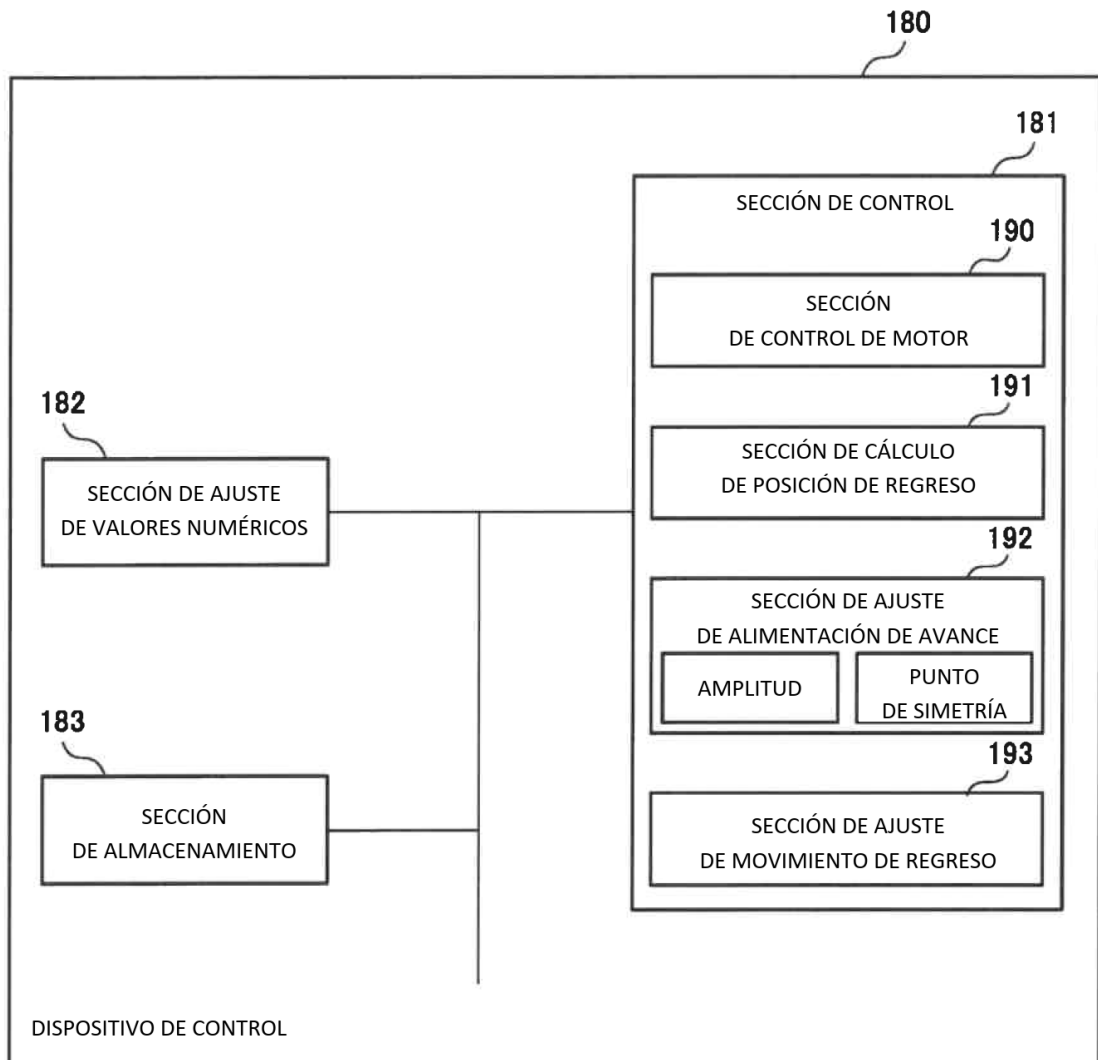 180
181
SECCIÓN DE CONTROL
190
SECCIÓN
DE CONTROL DE MOTOR
191
SECCIÓN DE CÁLCULO
DE POSICIÓN DE REGRESO
192
SECCIÓN DE AJUSTE
DE ALIMENTACIÓN DE AVANCE
AMPLITUD
PUNTO
DE SIMETRÍA
193
SECCIÓN DE AJUSTE
DE MOVIMIENTO DE REGRESO
182
SECCIÓN DE AJUSTE
DE VALORES NUMÉRICOS
183
SECCIÓN
DE ALMACENAMIENTO
DISPOSITIVO DE CONTROL